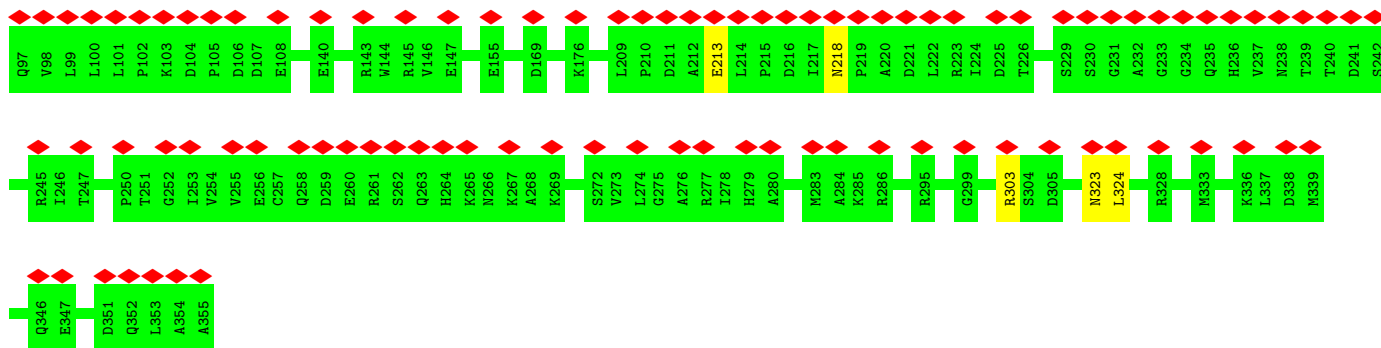 Q97 V98 L99 L100 L101 P102 K103 D104 P105 D106 D107 E108 E140 R143 W144 R145 V146 E147 E155 D169 K176 L209 P210 D211 A212 E213 L214 P215 D216 I217 N218 P219 A220 D221 L222 R223 I224 D225 T226 S229 S230 G231 A232 G233 G234 Q235 H236 V237 N238 T239 T240 D241 S242
R245 I246 T247 P250 T251 G252 I253 V254 V255 E256 C257 Q258 D259 E260 R261 S262 Q263 H264 K265 N266 K267 A268 K269 S272 V273 L274 G275 A276 R277 I278 H279 A280 M283 A284 K285 R286 R295 G299 R303 S304 D305 N323 L324 R328 M333 K336 L337 D338 M339
Q346 E347 D351 Q352 L353 A354 A355